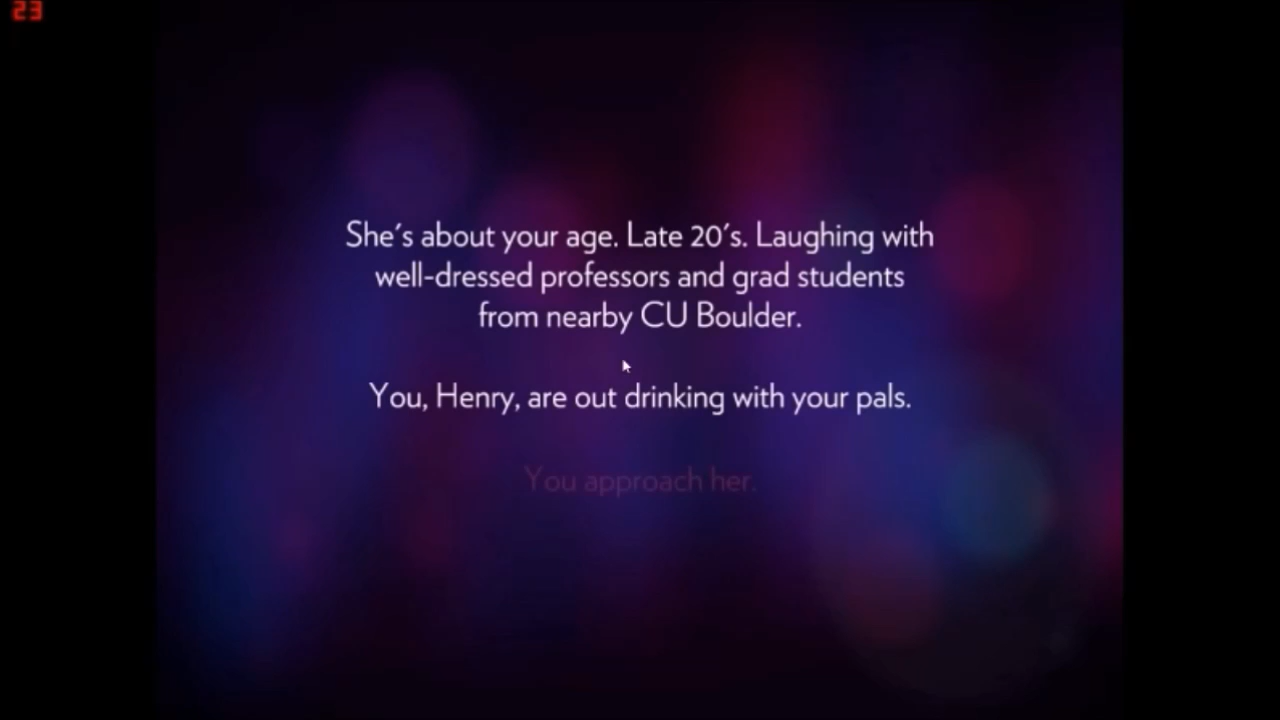 23
She's about your age. Late 20's. Laughing with
well-dressed professors and grad students
from nearby CU Boulder.
You, Henry, are out drinking with your pals.
You approach her.